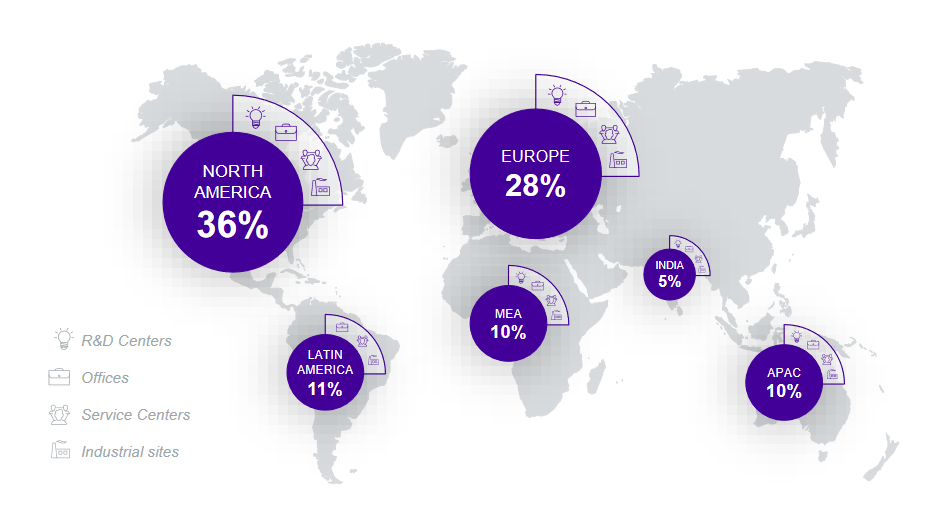 NORTH
AMERICA
36%
EUROPE
28%
INDIA
5%
MEA
10%
LATIN
AMERICA
11%
APAC
10%
R&D Centers
Offices
Service Centers
Industrial sites